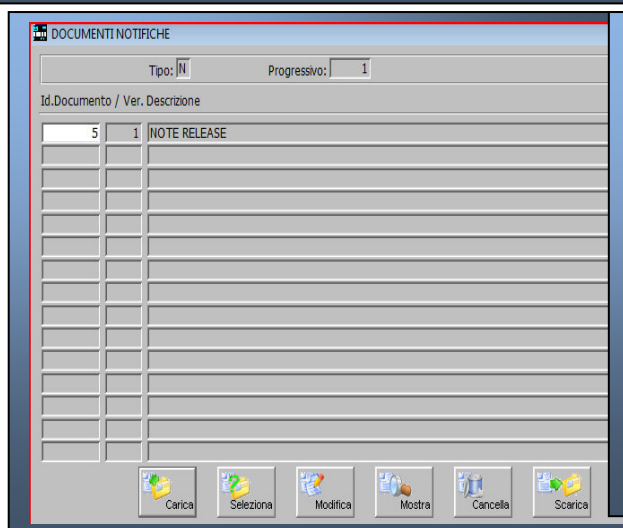 DOCUMENTI NOTIFICHE
Tipo: N Progressivo: 1
Id.Documento / Ver. Descrizione
5 1 NOTE RELEASE
Carica Seleziona Modifica Mostra Cancella Scarica